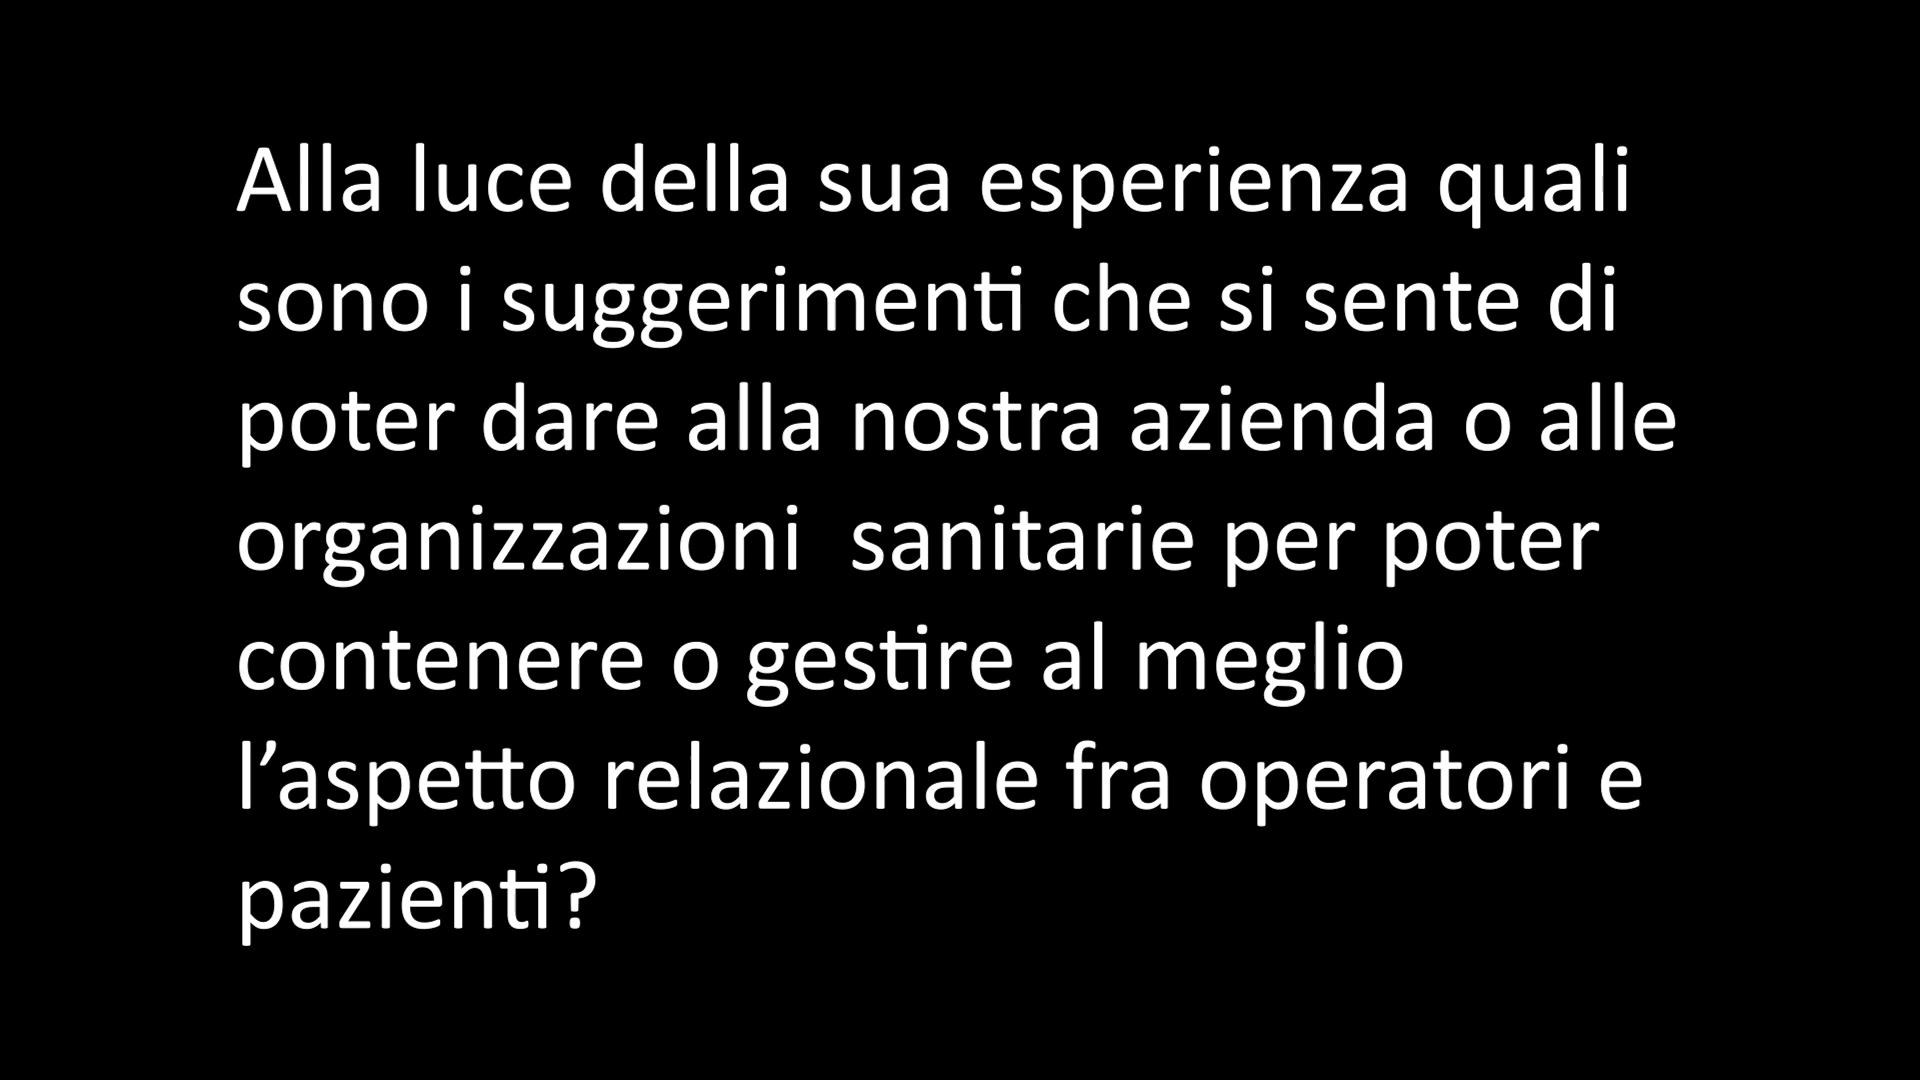 Alla luce della sua esperienza quali
sono i suggerimenti che si sente di
poter dare alla nostra azienda o alle
organizzazioni  sanitarie per poter
contenere o gestire al meglio
l’aspetto relazionale fra operatori e
pazienti?